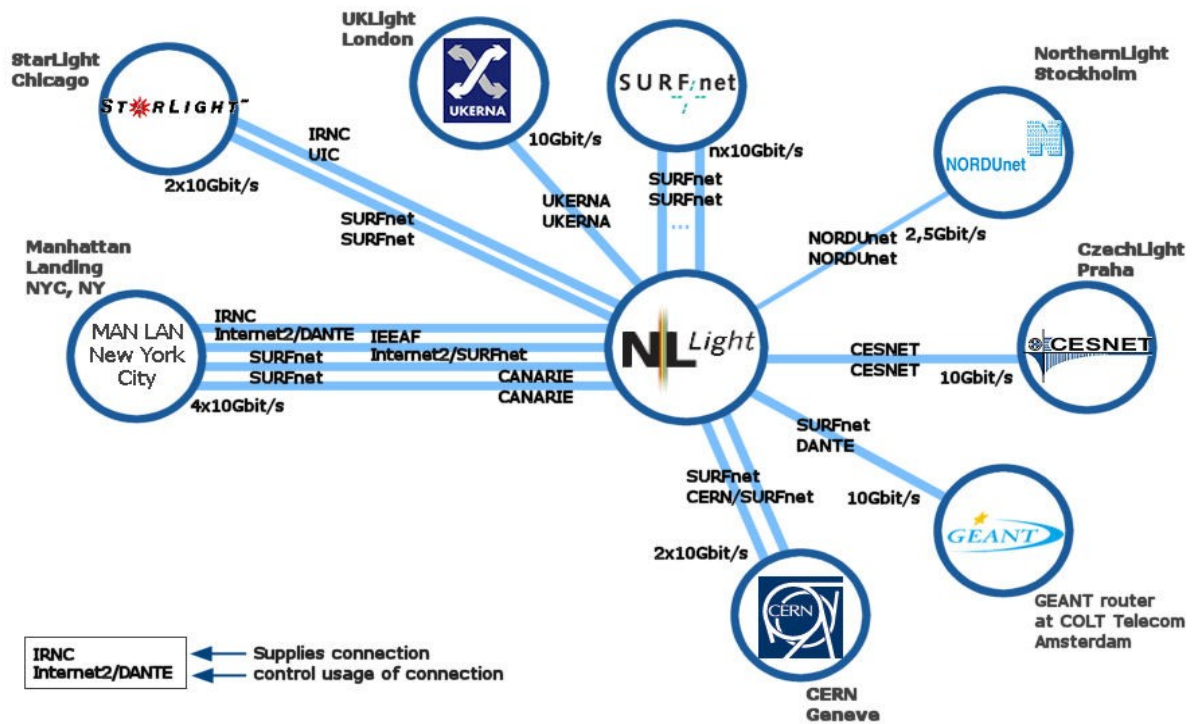 StarLight
Chicago
STARLIGHT™
2x10Gbit/s
IRNC
UIC
SURFnet
SURFnet
UKLight
London
UKERNA
10Gbit/s
UKERNA
UKERNA
SURFnet
nx10Gbit/s
SURFnet
SURFnet
...
NorthernLight
Stockholm
N
NORDUnet
NORDUnet
NORDUnet
2,5Gbit/s
CzechLight
Praha
CESNET
CESNET
CESNET
10Gbit/s
Manhattan
Landing
NYC, NY
MAN LAN
New York
City
4x10Gbit/s
IRNC
Internet2/DANTE
IEEAF
Internet2/SURFnet
SURFnet
SURFnet
CANARIE
CANARIE
NL Light
SURFnet
DANTE
10Gbit/s
GEANT
GEANT router
at COLT Telecom
Amsterdam
SURFnet
CERN/SURFnet
2x10Gbit/s
CERN
CERN
Geneve
IRNC
Internet2/DANTE
Supplies connection
control usage of connection